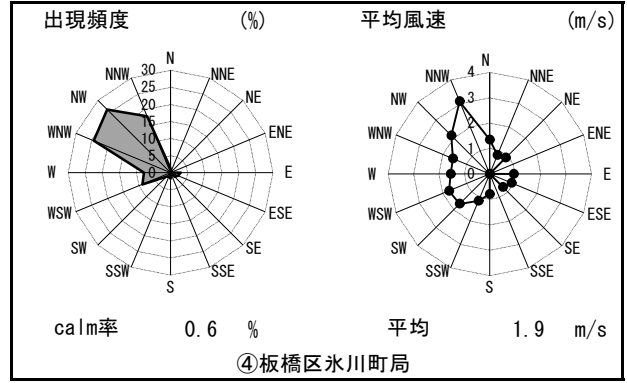 出現頻度 (%) 平均風速 (m/s)
N N
NNW NNE NNW NNE
NW NE NW NE
WNW ENE WNW ENE
W E W E
WSW ESE WSW ESE
SW SE SW SE
SSW SSE SSW SSE
S S
30
25
20
15
10
5
0
4
3
2
1
0
calm率 0.6 % 平均 1.9 m/s
④板橋区氷川町局